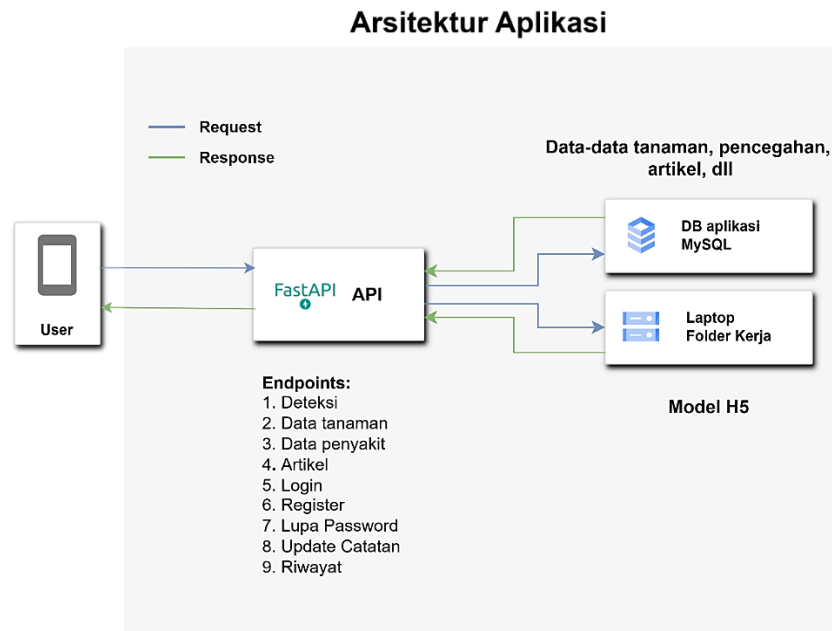 Arsitektur Aplikasi
Request
Response
Data-data tanaman, pencegahan,
artikel, dll
DB aplikasi
MySQL
User
FastAPI
API
Laptop
Folder Kerja
Model H5
Endpoints:
1. Deteksi
2. Data tanaman
3. Data penyakit
4. Artikel
5. Login
6. Register
7. Lupa Password
8. Update Catatan
9. Riwayat